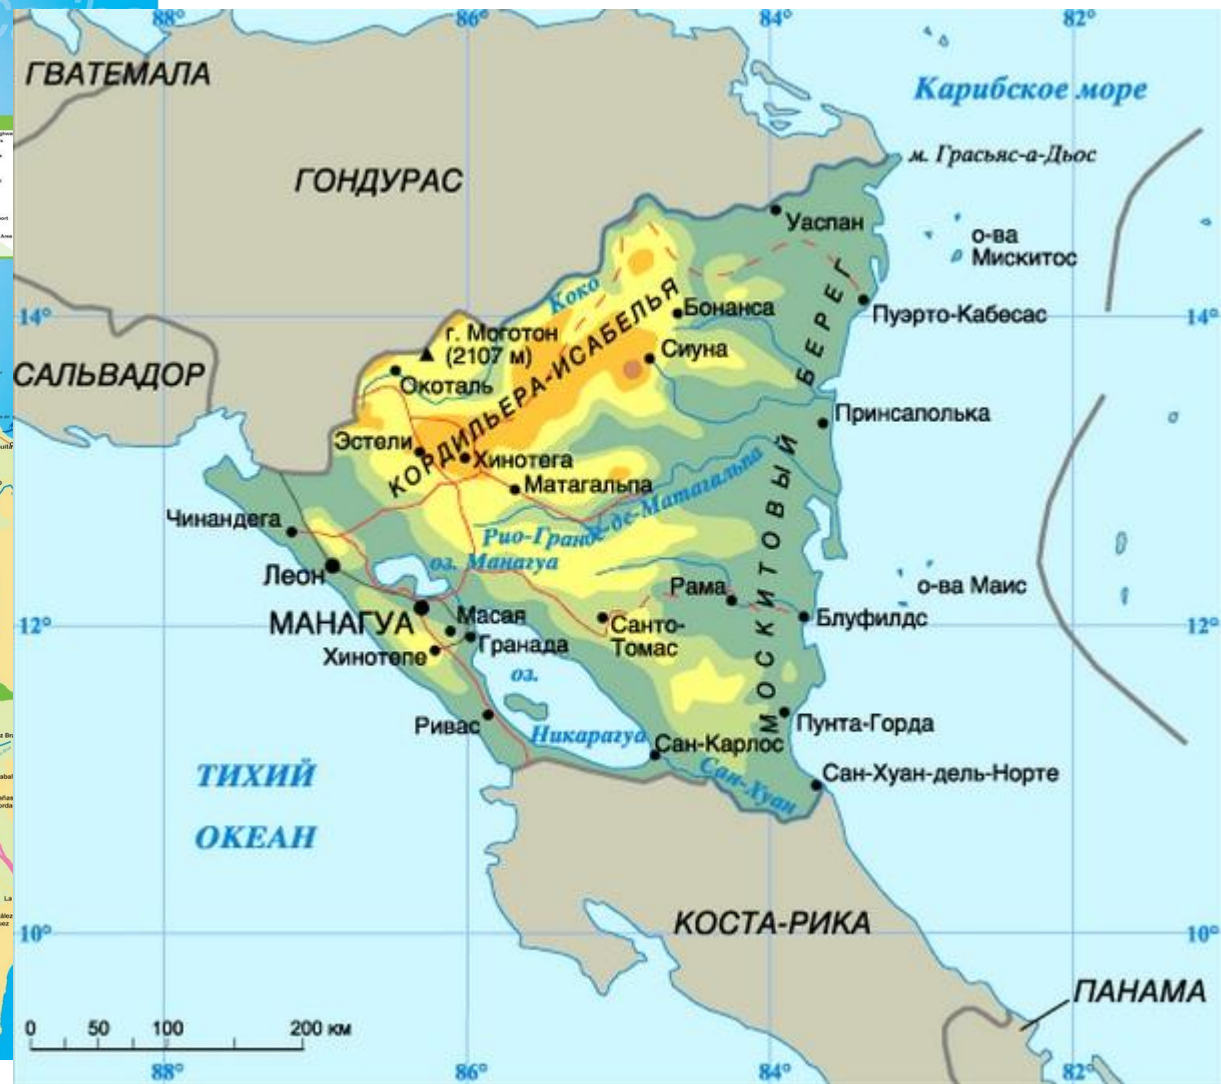 88°
86°
84°
82°
ГВАТЕМАЛА
Карибское море
м. Грасьяс-а-Дьос
ГОНДУРАС
Уаспан
о-ва
Мискитос
Коко
Бонанса
14°
14°
г. Моготон
(2107 м)
Пуэрто-Кабесас
Сиуна
САЛЬВАДОР
Окоталь
КОРДИЛЬЕРА-ИСАБЕЛЬЯ
МОСКИТОВЫЙ БЕРЕГ
Принсаполька
Эстели
Хинотега
Матагальпа
Чинандега
Рио-Гранде-де-Матагальпа
оз. Манагуа
Леон
Рама
о-ва Маис
МАНАГУА
Масая
Санто-
Томас
Блуфилдс
12°
12°
Хинотепе
Гранада
оз.
Никарагуа
Ривас
Пунта-Горда
Сан-Карлос
Сан-Хуан
Сан-Хуан-дель-Норте
ТИХИЙ
ОКЕАН
КОСТА-РИКА
10°
10°
ПАНАМА
0 50 100 200 км
88°
86°
84°
82°